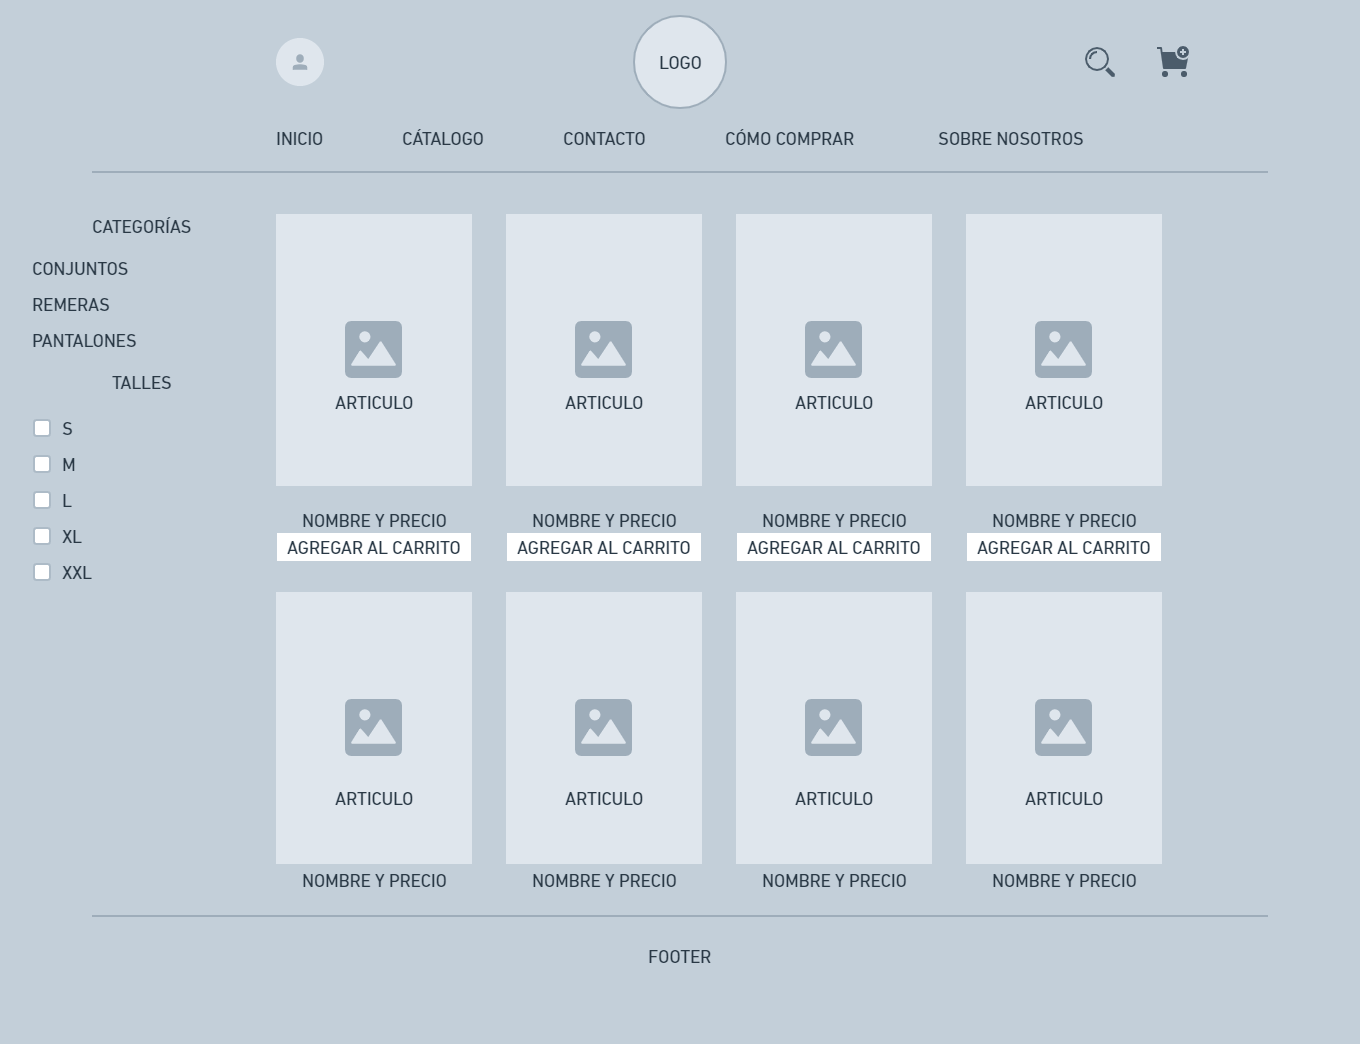 LOGO
INICIO CÁTALOGO CONTACTO CÓMO COMPRAR SOBRE NOSOTROS
CATEGORÍAS
CONJUNTOS
REMERAS
PANTALONES
TALLES
S
M
L
XL
XXL
ARTICULO ARTICULO ARTICULO ARTICULO
NOMBRE Y PRECIO NOMBRE Y PRECIO NOMBRE Y PRECIO NOMBRE Y PRECIO
AGREGAR AL CARRITO AGREGAR AL CARRITO AGREGAR AL CARRITO AGREGAR AL CARRITO
ARTICULO ARTICULO ARTICULO ARTICULO
NOMBRE Y PRECIO NOMBRE Y PRECIO NOMBRE Y PRECIO NOMBRE Y PRECIO
FOOTER